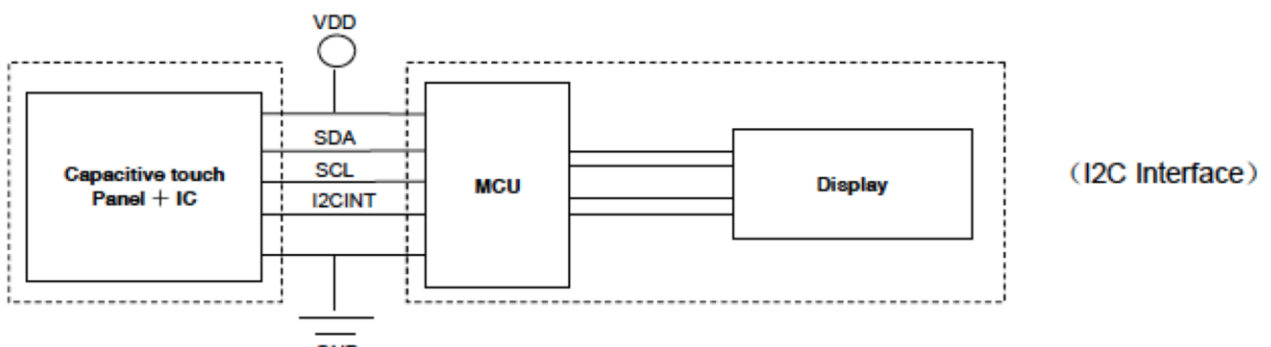 VDD
SDA
SCL
I2CINT
Capacitive touch
Panel + IC
MCU
Display
（I2C Interface）